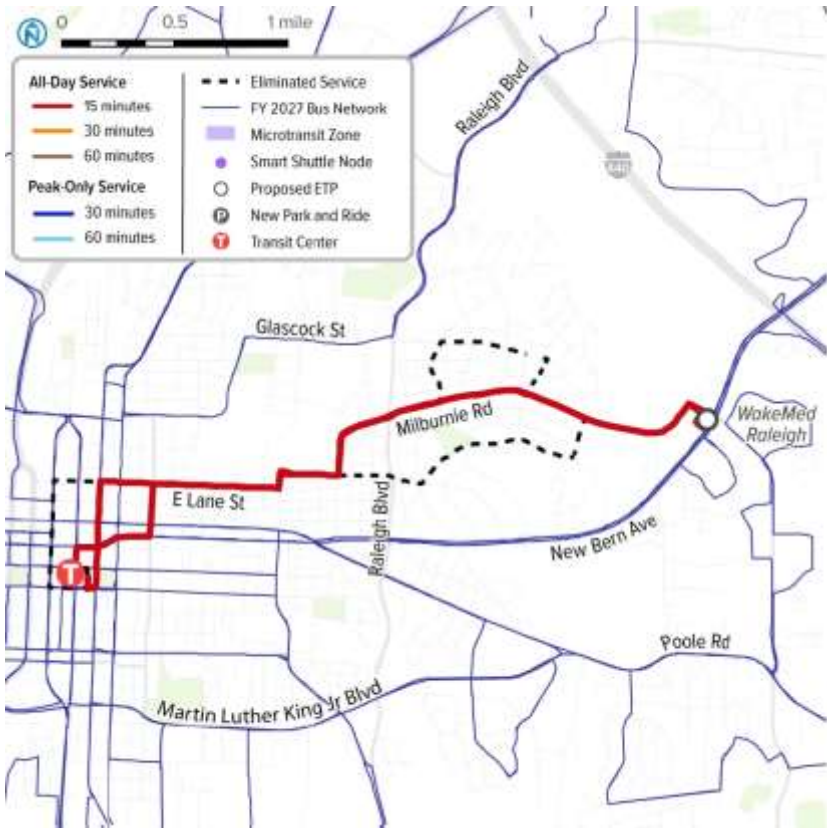 N
0 0.5 1 mile
All-Day Service
15 minutes
30 minutes
60 minutes
Peak-Only Service
30 minutes
60 minutes
Eliminated Service
FY 2027 Bus Network
Microtransit Zone
Smart Shuttle Node
Proposed ETP
P New Park and Ride
T Transit Center
Raleigh Blvd
440
Glascock St
Milburnie Rd
WakeMed
Raleigh
E Lane St
Raleigh Blvd
New Bern Ave
T
Poole Rd
Martin Luther King Jr Blvd